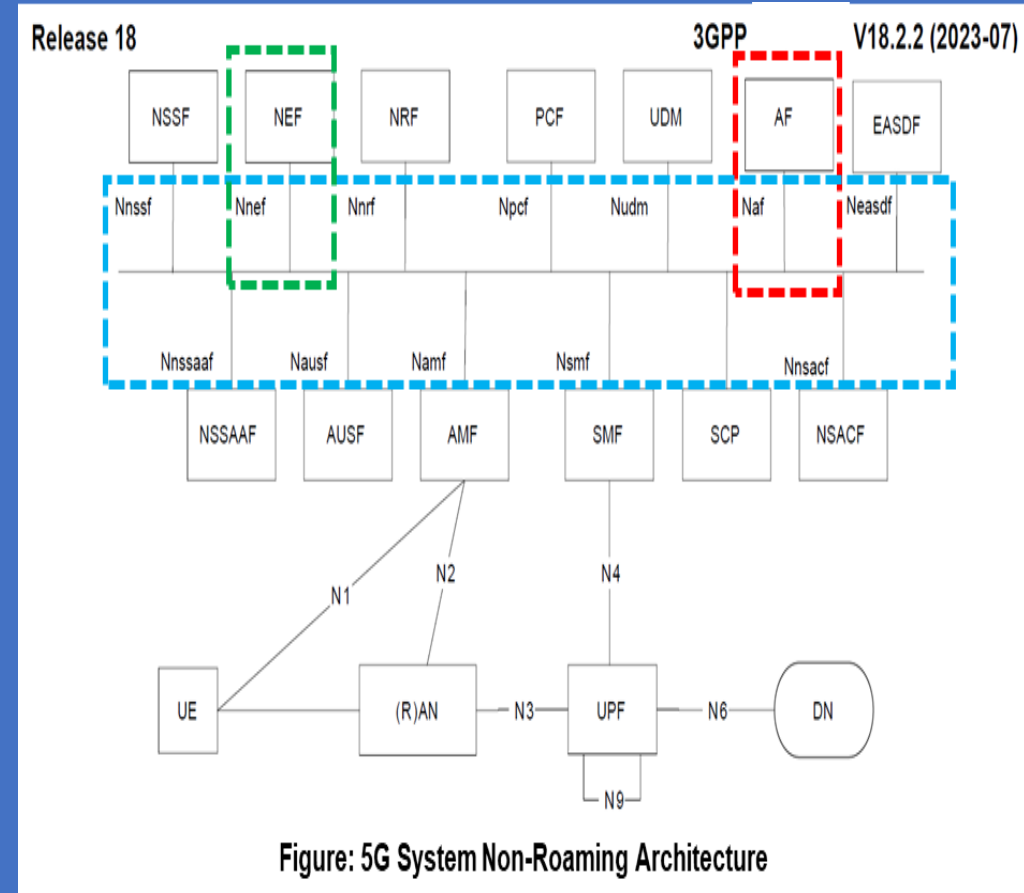 Release 18 3GPP V18.2.2 (2023-07)
NSSF NEF NRF PCF UDM AF EASDF
Nnssf Nnef Nnrf Npcf Nudm Naf Neasdf
Nnssaaf Nausf Namf Nsmf Nnsacf
NSSAAF AUSF AMF SMF SCP NSACF
N1 N2 N4
UE (R)AN N3 UPF N6 DN
N9
Figure: 5G System Non-Roaming Architecture